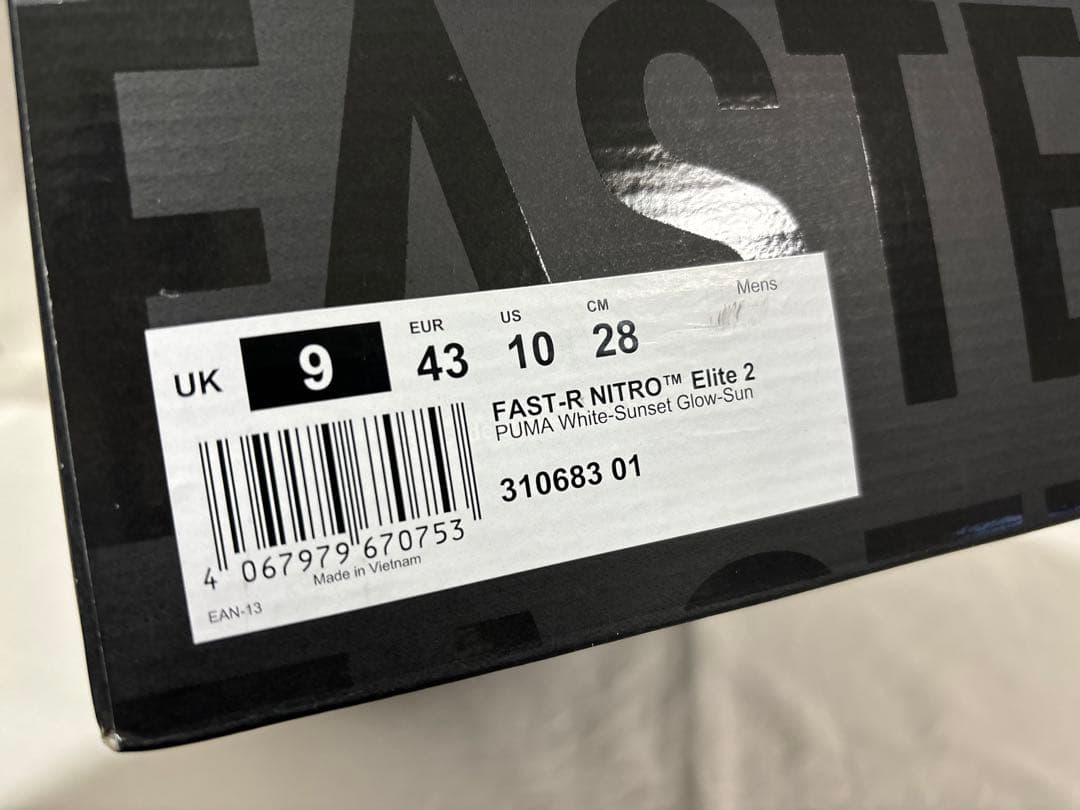 FASTE
Mens
UK 9 EUR 43 US 10 CM 28
FAST-R NITRO™ Elite 2
PUMA White-Sunset Glow-Sun
310683 01
4 067979 670753
Made in Vietnam
EAN-13